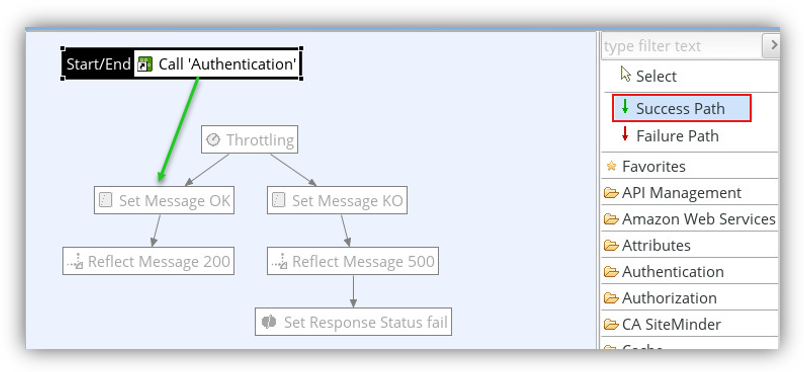 Start/End Call 'Authentication'
Throttling
Set Message OK
Set Message KO
Reflect Message 200
Reflect Message 500
Set Response Status fail
type filter text
Select
Success Path
Failure Path
Favorites
API Management
Amazon Web Services
Attributes
Authentication
Authorization
CA SiteMinder